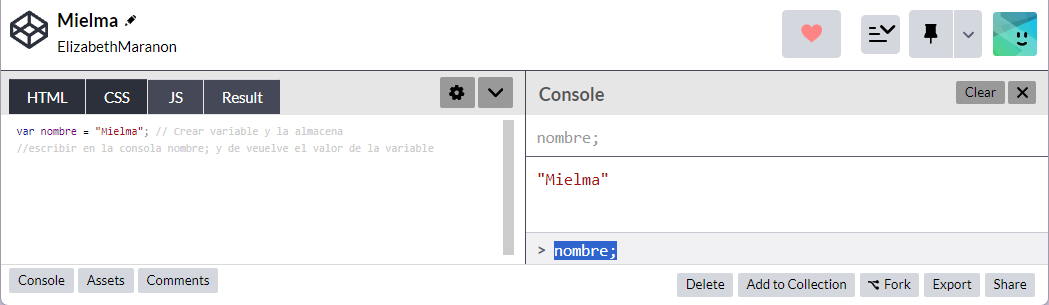 Mielma
ElizabethMaranon
HTML CSS JS Result
var nombre = "Mielma"; // Crear variable y la almacena
//escribir en la consola nombre; y de veuelve el valor de la variable
Console Clear
nombre;
"Mielma"
> nombre;
Console Assets Comments
Delete Add to Collection Fork Export Share